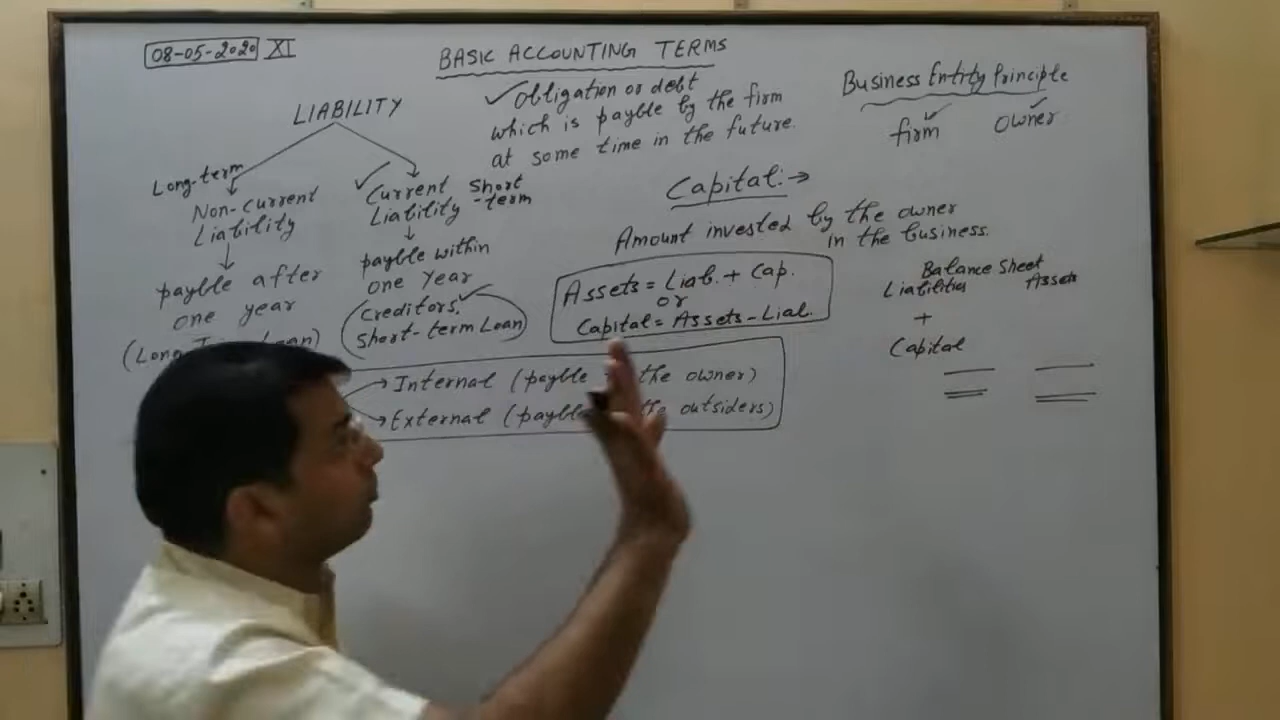 08-05-2020 XI
BASIC ACCOUNTING TERMS
LIABILITY
Long-term
Non-current
Liability
payble after
one year
(Long
Current Short
Liability -term
payble within
one year
Creditors,
Short-term Loan
Obligation or debt
which is payble by the firm
at some time in the future.
Business Entity Principle
firm owner
Capital:→
Amount invested by the owner
in the business.
Assets = Liab. + Cap.
or
Capital = Assets - Liab.
Internal (payble the owner)
External (payble the outsiders)
Balance Sheet
Liabilities Assets
+
Capital